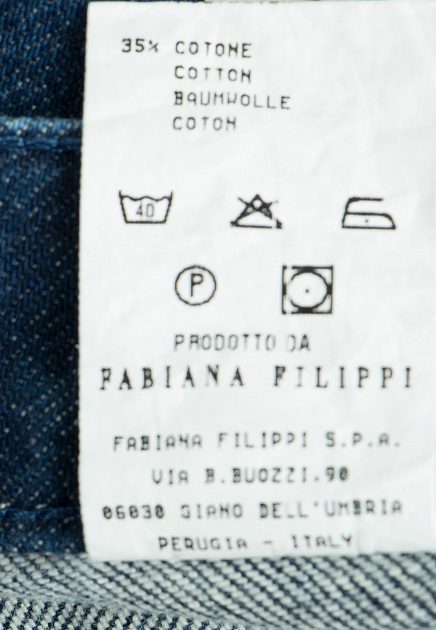 35% COTONE
COTTON
BAUMWOLLE
COTON
40
P
PRODOTTO DA
FABIANA FILIPPI
FABIANA FILIPPI S.P.A.
VIA B.BUOZZI.90
06030 GIANO DELL'UMBRIA
PERUGIA - ITALY